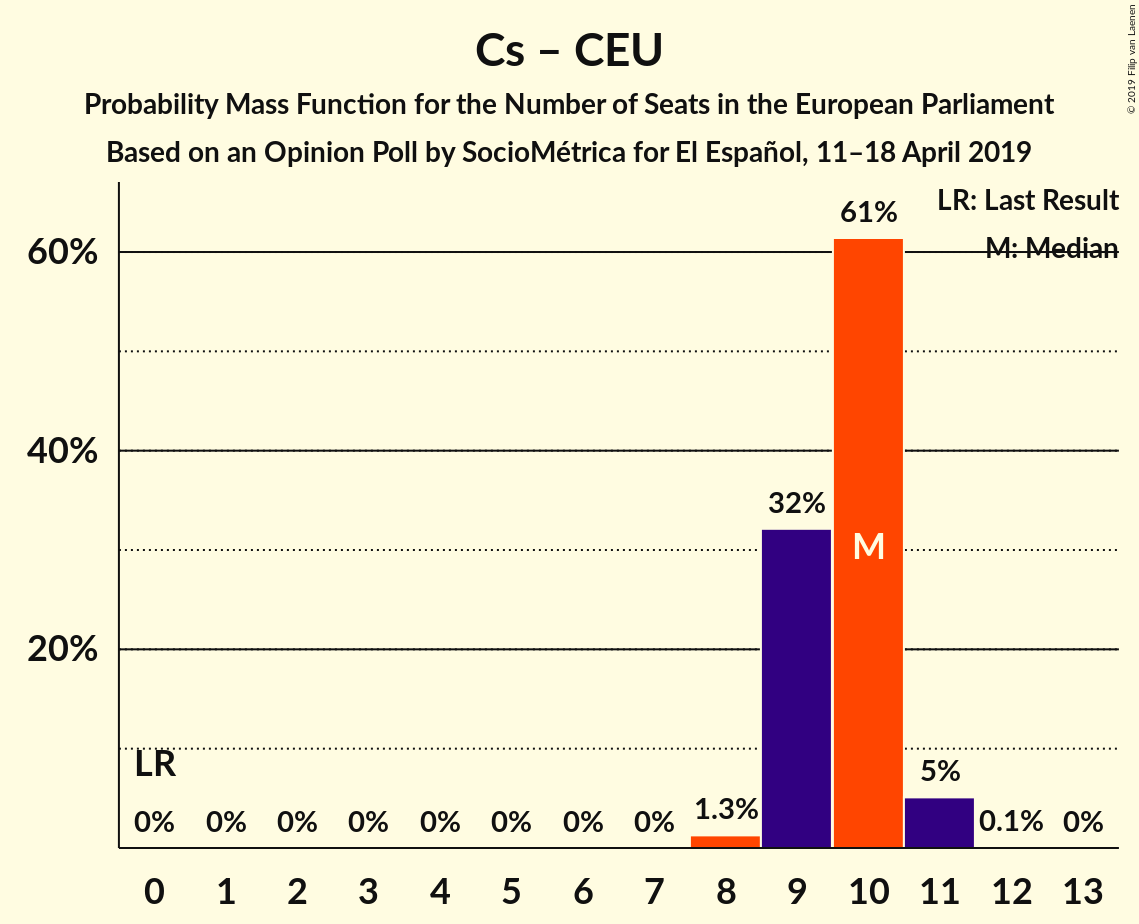 Cs – CEU
Probability Mass Function for the Number of Seats in the European Parliament
Based on an Opinion Poll by SocioMétrica for El Español, 11–18 April 2019
© 2019 Filip van Laenen
LR: Last Result
M: Median
60%
40%
20%
61%
32%
M
LR
5%
1.3%
0% 0% 0% 0% 0% 0% 0% 0% 0.1% 0%
0 1 2 3 4 5 6 7 8 9 10 11 12 13